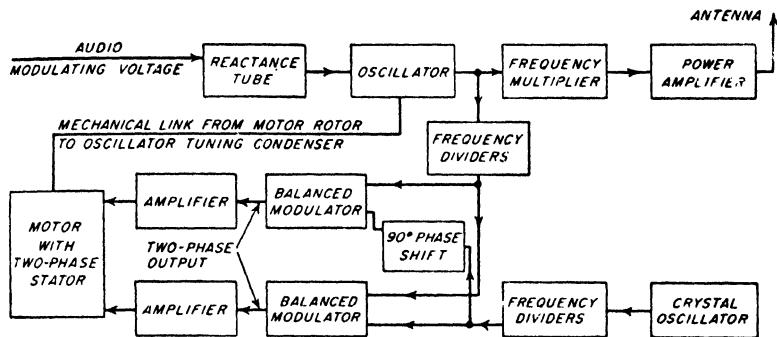 ANTENNA
AUDIO
MODULATING VOLTAGE
REACTANCE
TUBE
OSCILLATOR
FREQUENCY
MULTIPLIER
POWER
AMPLIFIER
MECHANICAL LINK FROM MOTOR ROTOR
TO OSCILLATOR TUNING CONDENSER
FREQUENCY
DIVIDERS
MOTOR
WITH
TWO-PHASE
STATOR
AMPLIFIER
BALANCED
MODULATOR
TWO-PHASE
OUTPUT
90° PHASE
SHIFT
AMPLIFIER
BALANCED
MODULATOR
FREQUENCY
DIVIDERS
CRYSTAL
OSCILLATOR